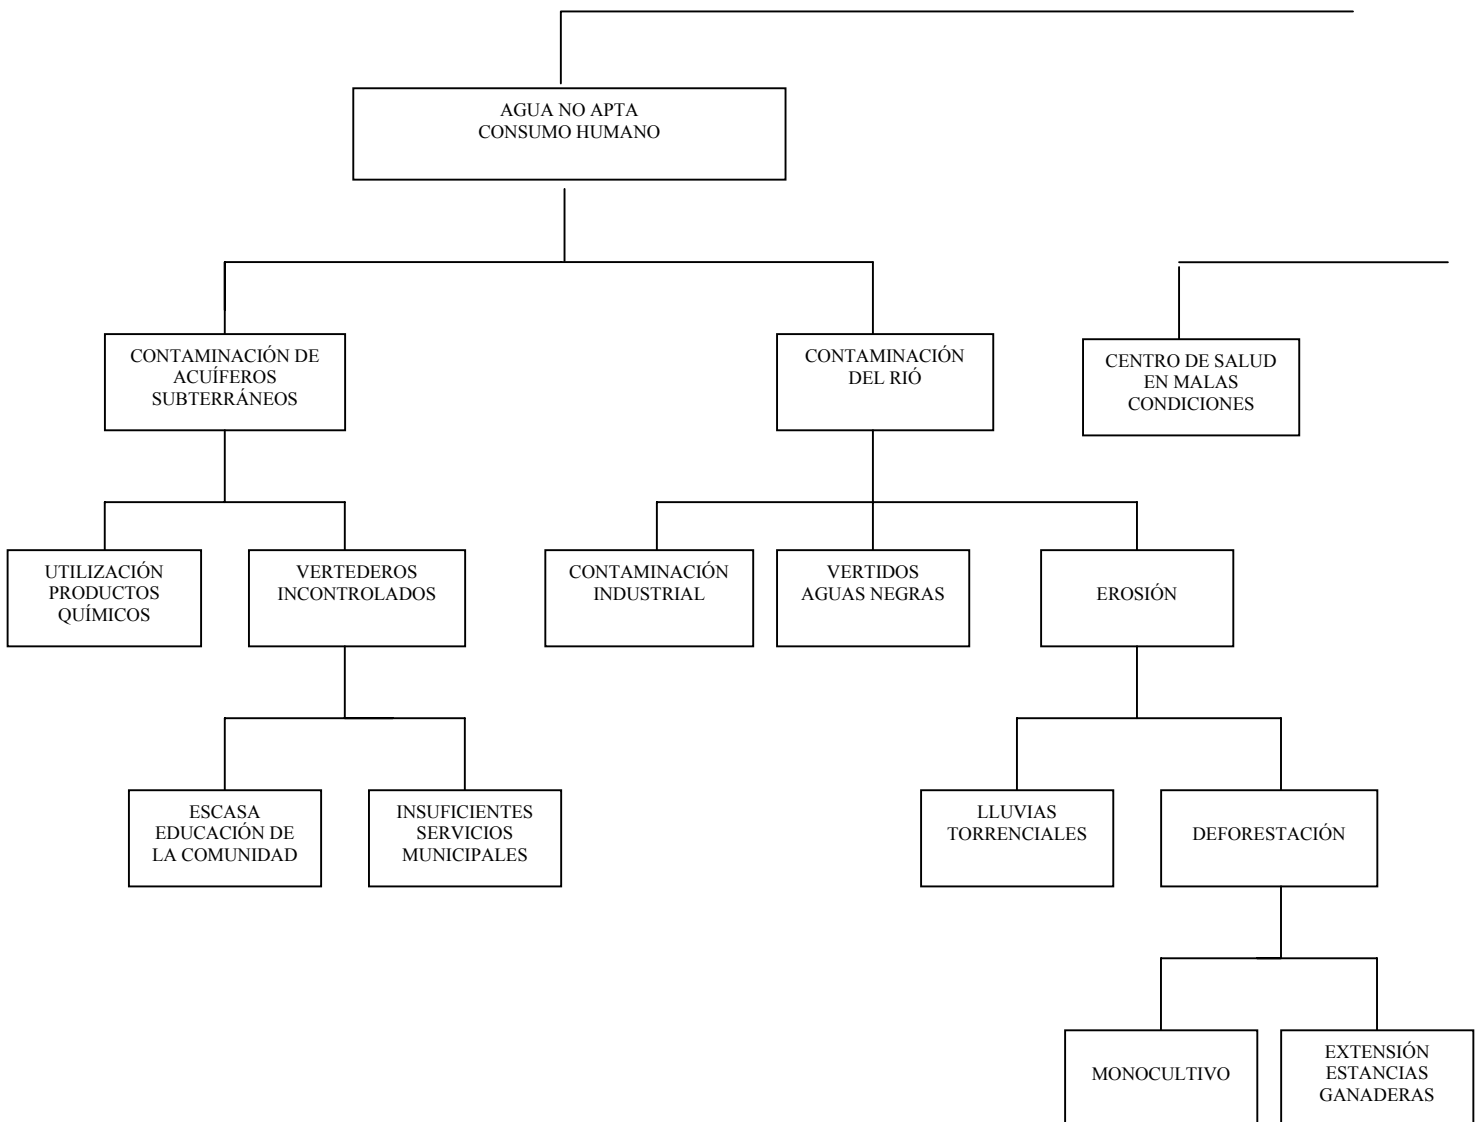 AGUA NO APTA
CONSUMO HUMANO
CONTAMINACIÓN DE
ACUÍFEROS
SUBTERRÁNEOS
CONTAMINACIÓN
DEL RIÓ
CENTRO DE SALUD
EN MALAS
CONDICIONES
UTILIZACIÓN
PRODUCTOS
QUÍMICOS
VERTEDEROS
INCONTROLADOS
CONTAMINACIÓN
INDUSTRIAL
VERTIDOS
AGUAS NEGRAS
EROSIÓN
ESCASA
EDUCACIÓN DE
LA COMUNIDAD
INSUFICIENTES
SERVICIOS
MUNICIPALES
LLUVIAS
TORRENCIALES
DEFORESTACIÓN
MONOCULTIVO
EXTENSIÓN
ESTANCIAS
GANADERAS